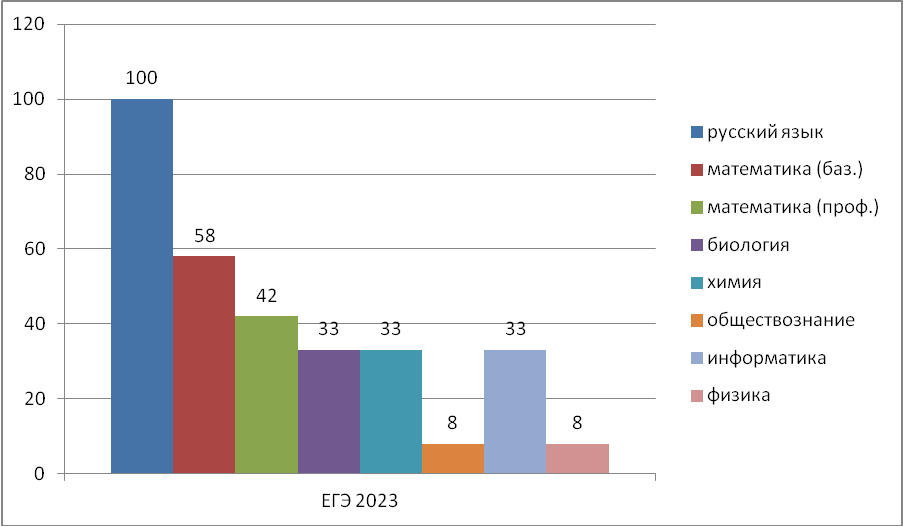 120
100
80
60
40
20
0
100
58
42
33
33
8
33
8
ЕГЭ 2023
русский язык
математика (баз.)
математика (проф.)
биология
химия
обществознание
информатика
физика